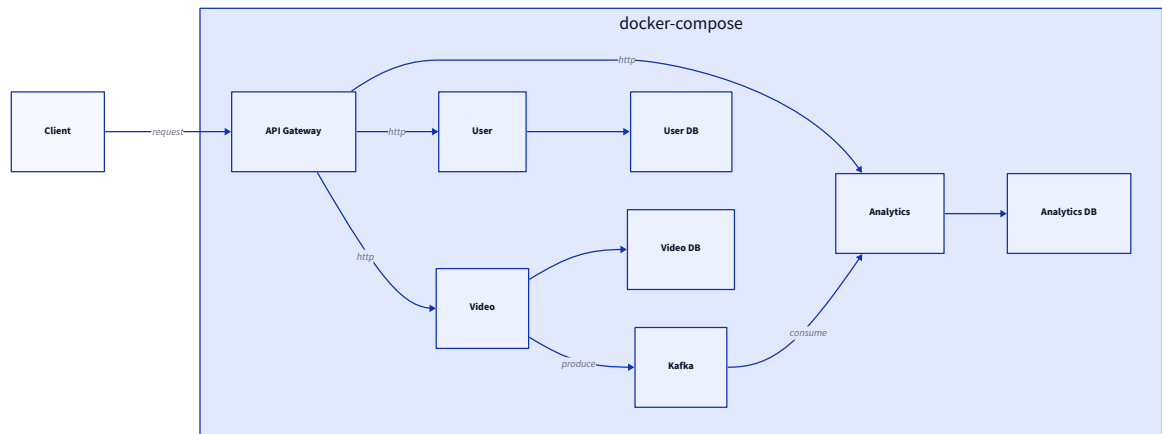 docker-compose
http
Client
request
API Gateway
http
User
User DB
Analytics
Analytics DB
http
Video DB
Video
consume
produce
Kafka